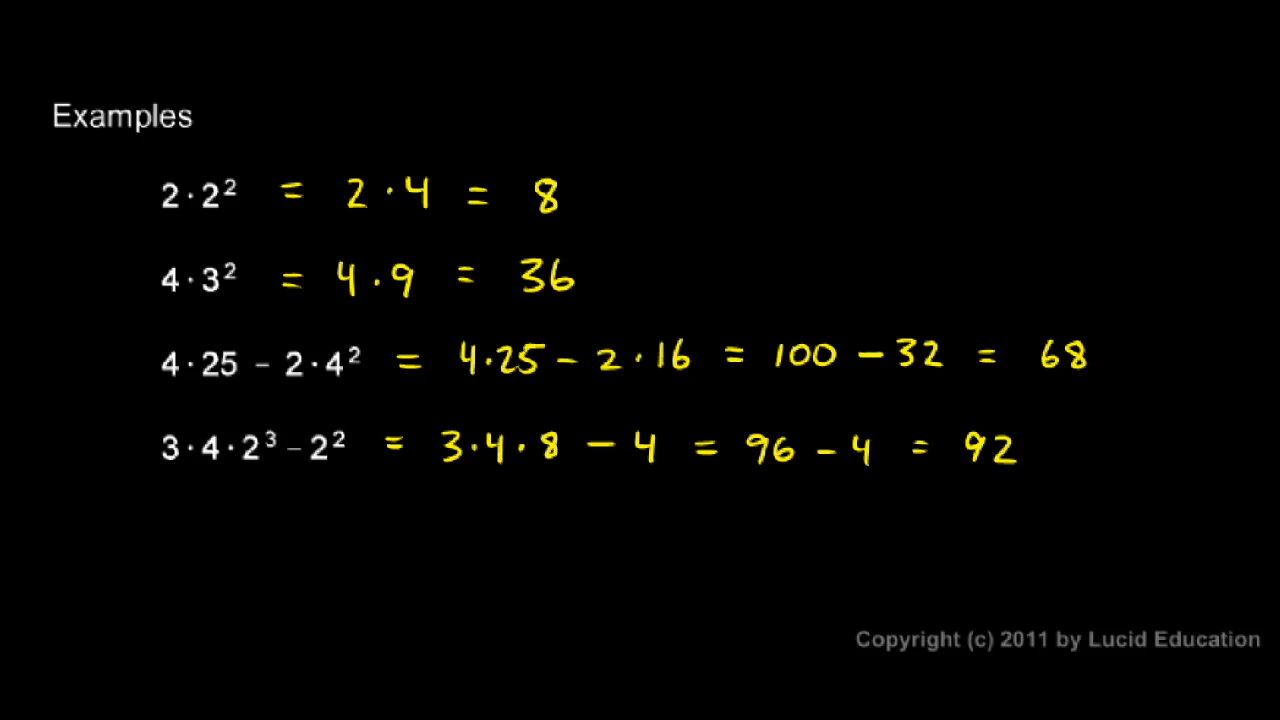 Examples
2·2² = 2·4 = 8
4·3² = 4·9 = 36
4·25 – 2·4² = 4·25 – 2·16 = 100 – 32 = 68
3·4·2³ – 2² = 3·4·8 – 4 = 96 – 4 = 92
Copyright (c) 2011 by Lucid Education